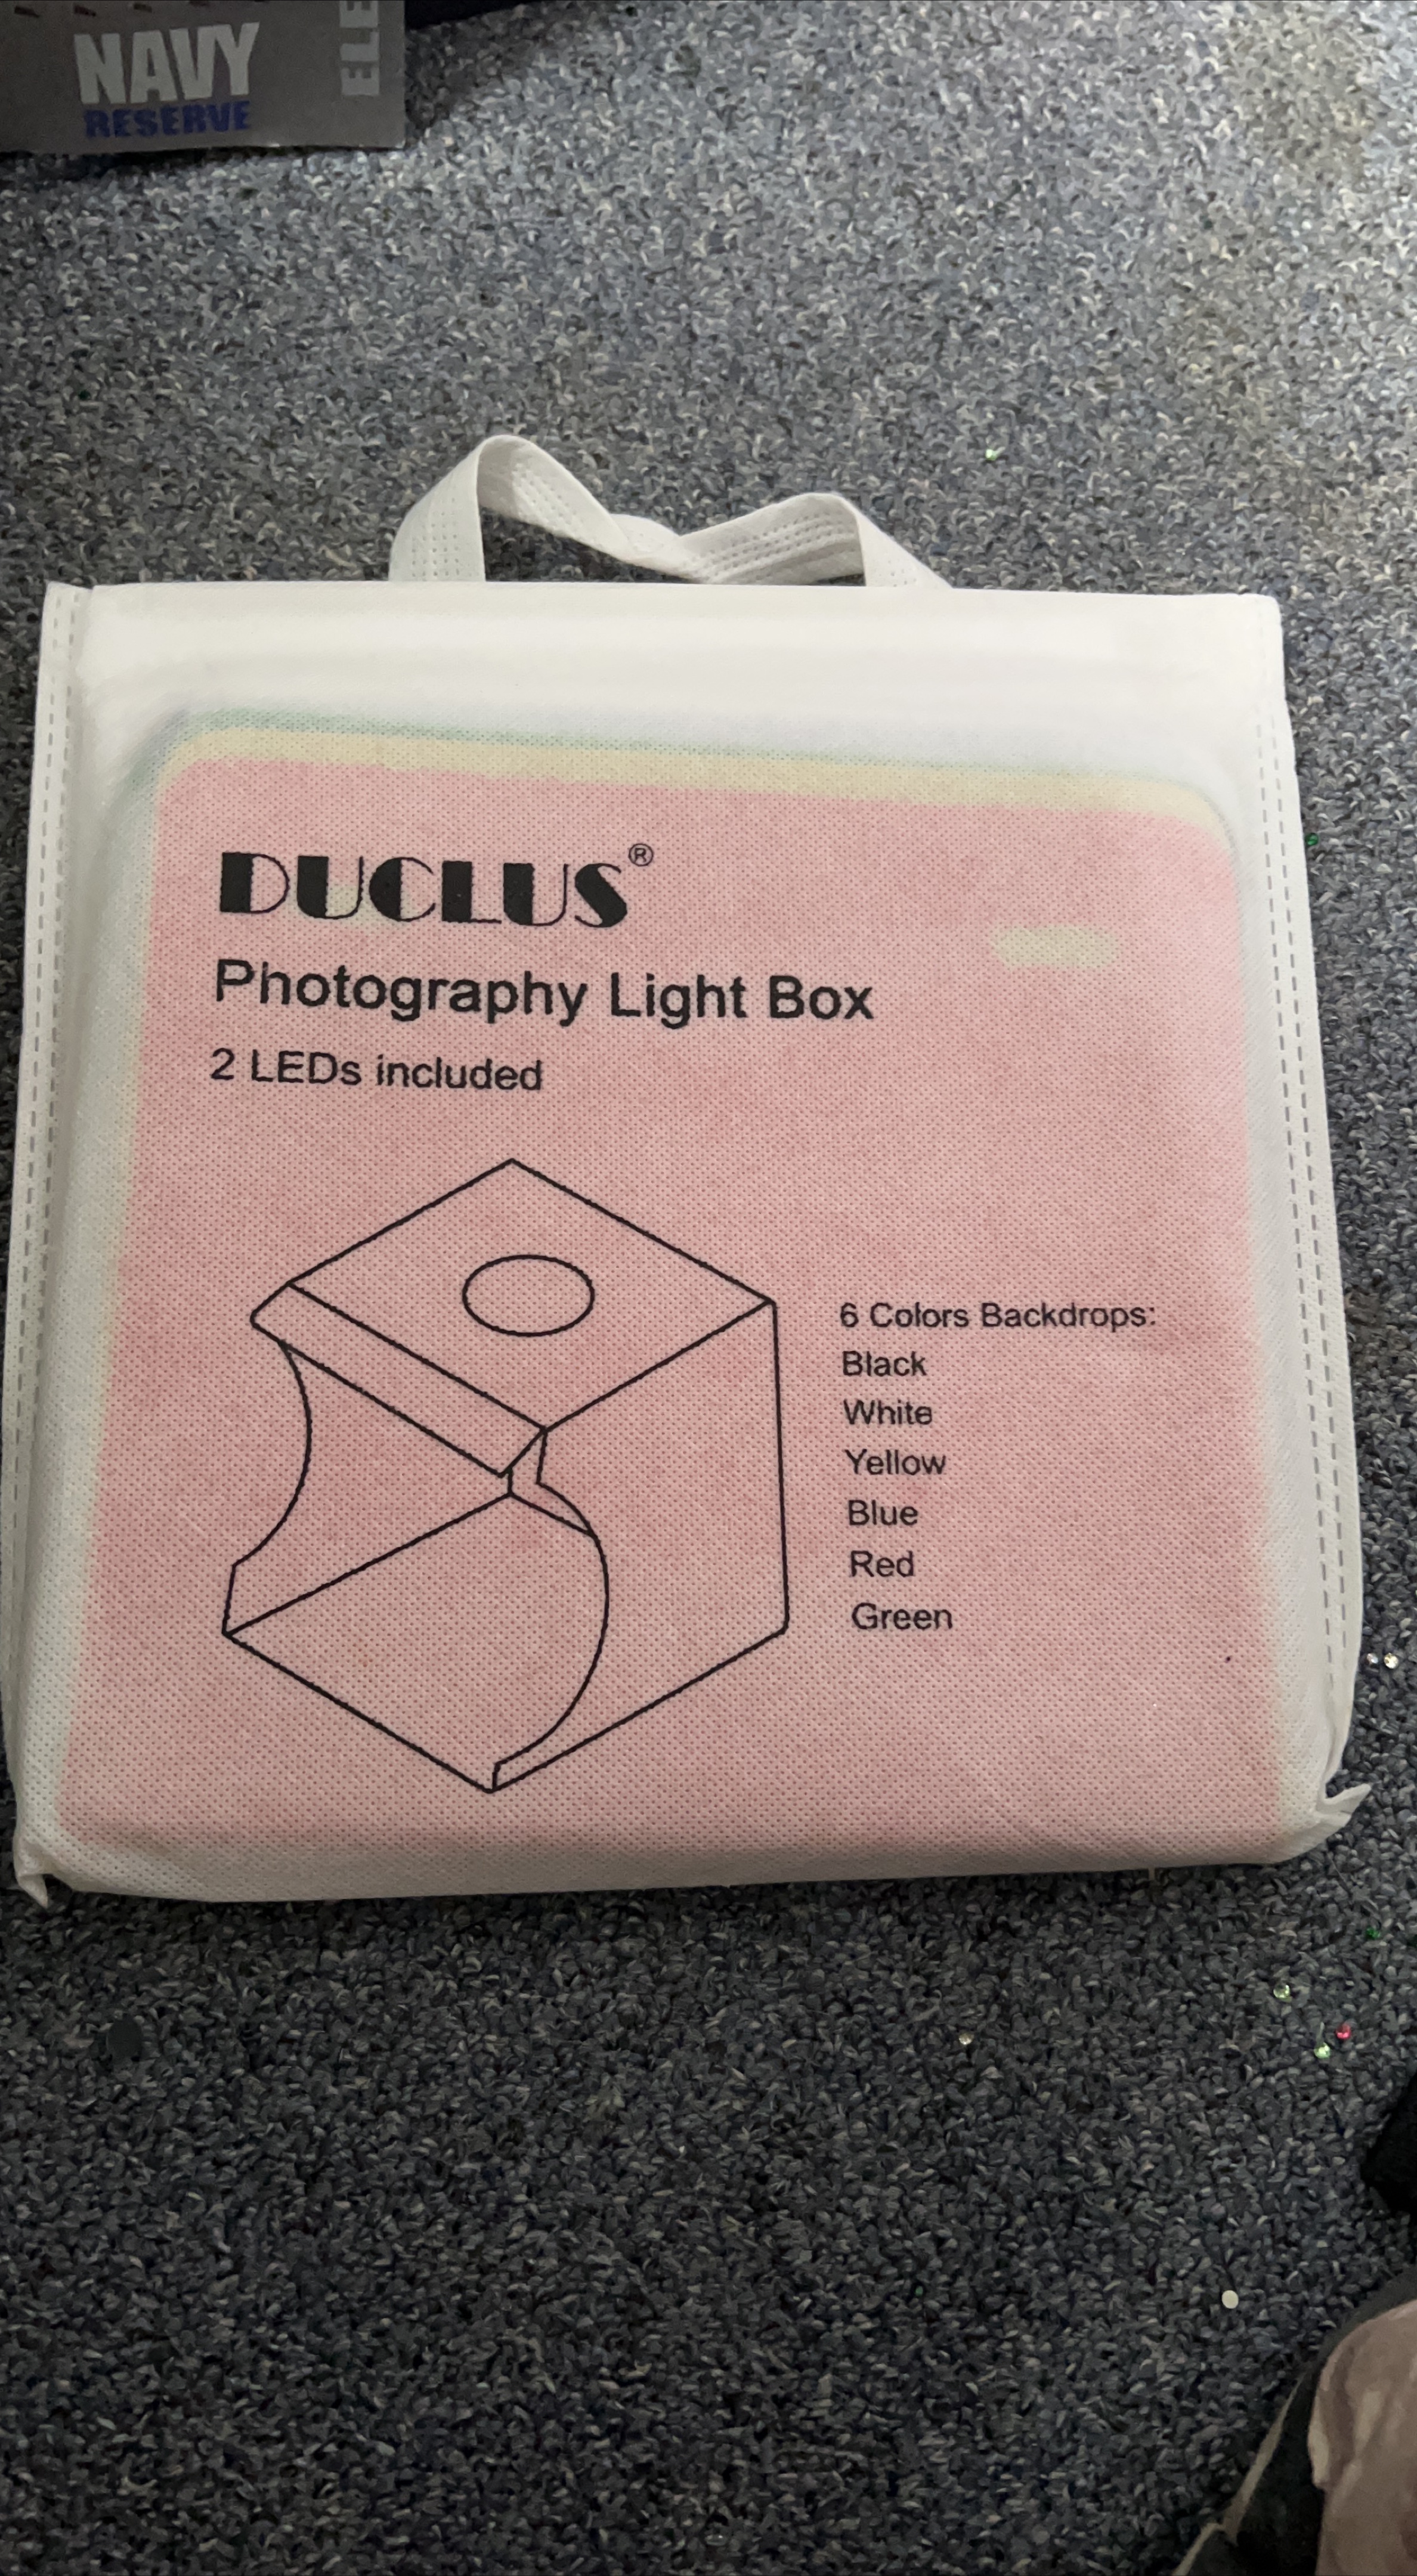 NAVY
RESERVE
ELE
DUCLUS®
Photography Light Box
2 LEDs included
6 Colors Backdrops:
Black
White
Yellow
Blue
Red
Green